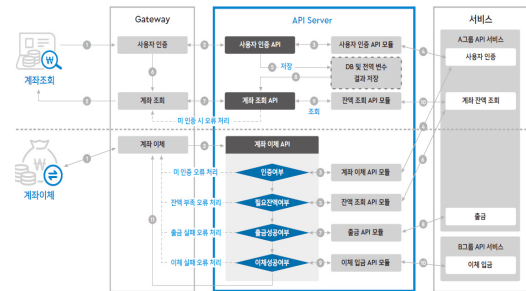 Gateway
API Server
서비스
A그룹 API 서비스
사용자 인증
사용자 인증 API
사용자 인증 API 모듈
사용자 인증
저장
DB 및 전역 변수
결과 저장
계좌조회
계좌 조회
계좌 조회 API
잔액 조회 API 모듈
계좌 잔액 조회
조회
미 인증 시 오류 처리
계좌 이체
계좌 이체 API
계좌이체
미 인증 오류 처리
인증여부
계좌 이체 API 모듈
잔액 부족 오류 처리
필요잔액여부
잔액 조회 API 모듈
출금 실패 오류 처리
출금성공여부
출금 API 모듈
출금
B그룹 API 서비스
이체 실패 오류 처리
이체성공여부
이체 입금 API 모듈
이체 입금